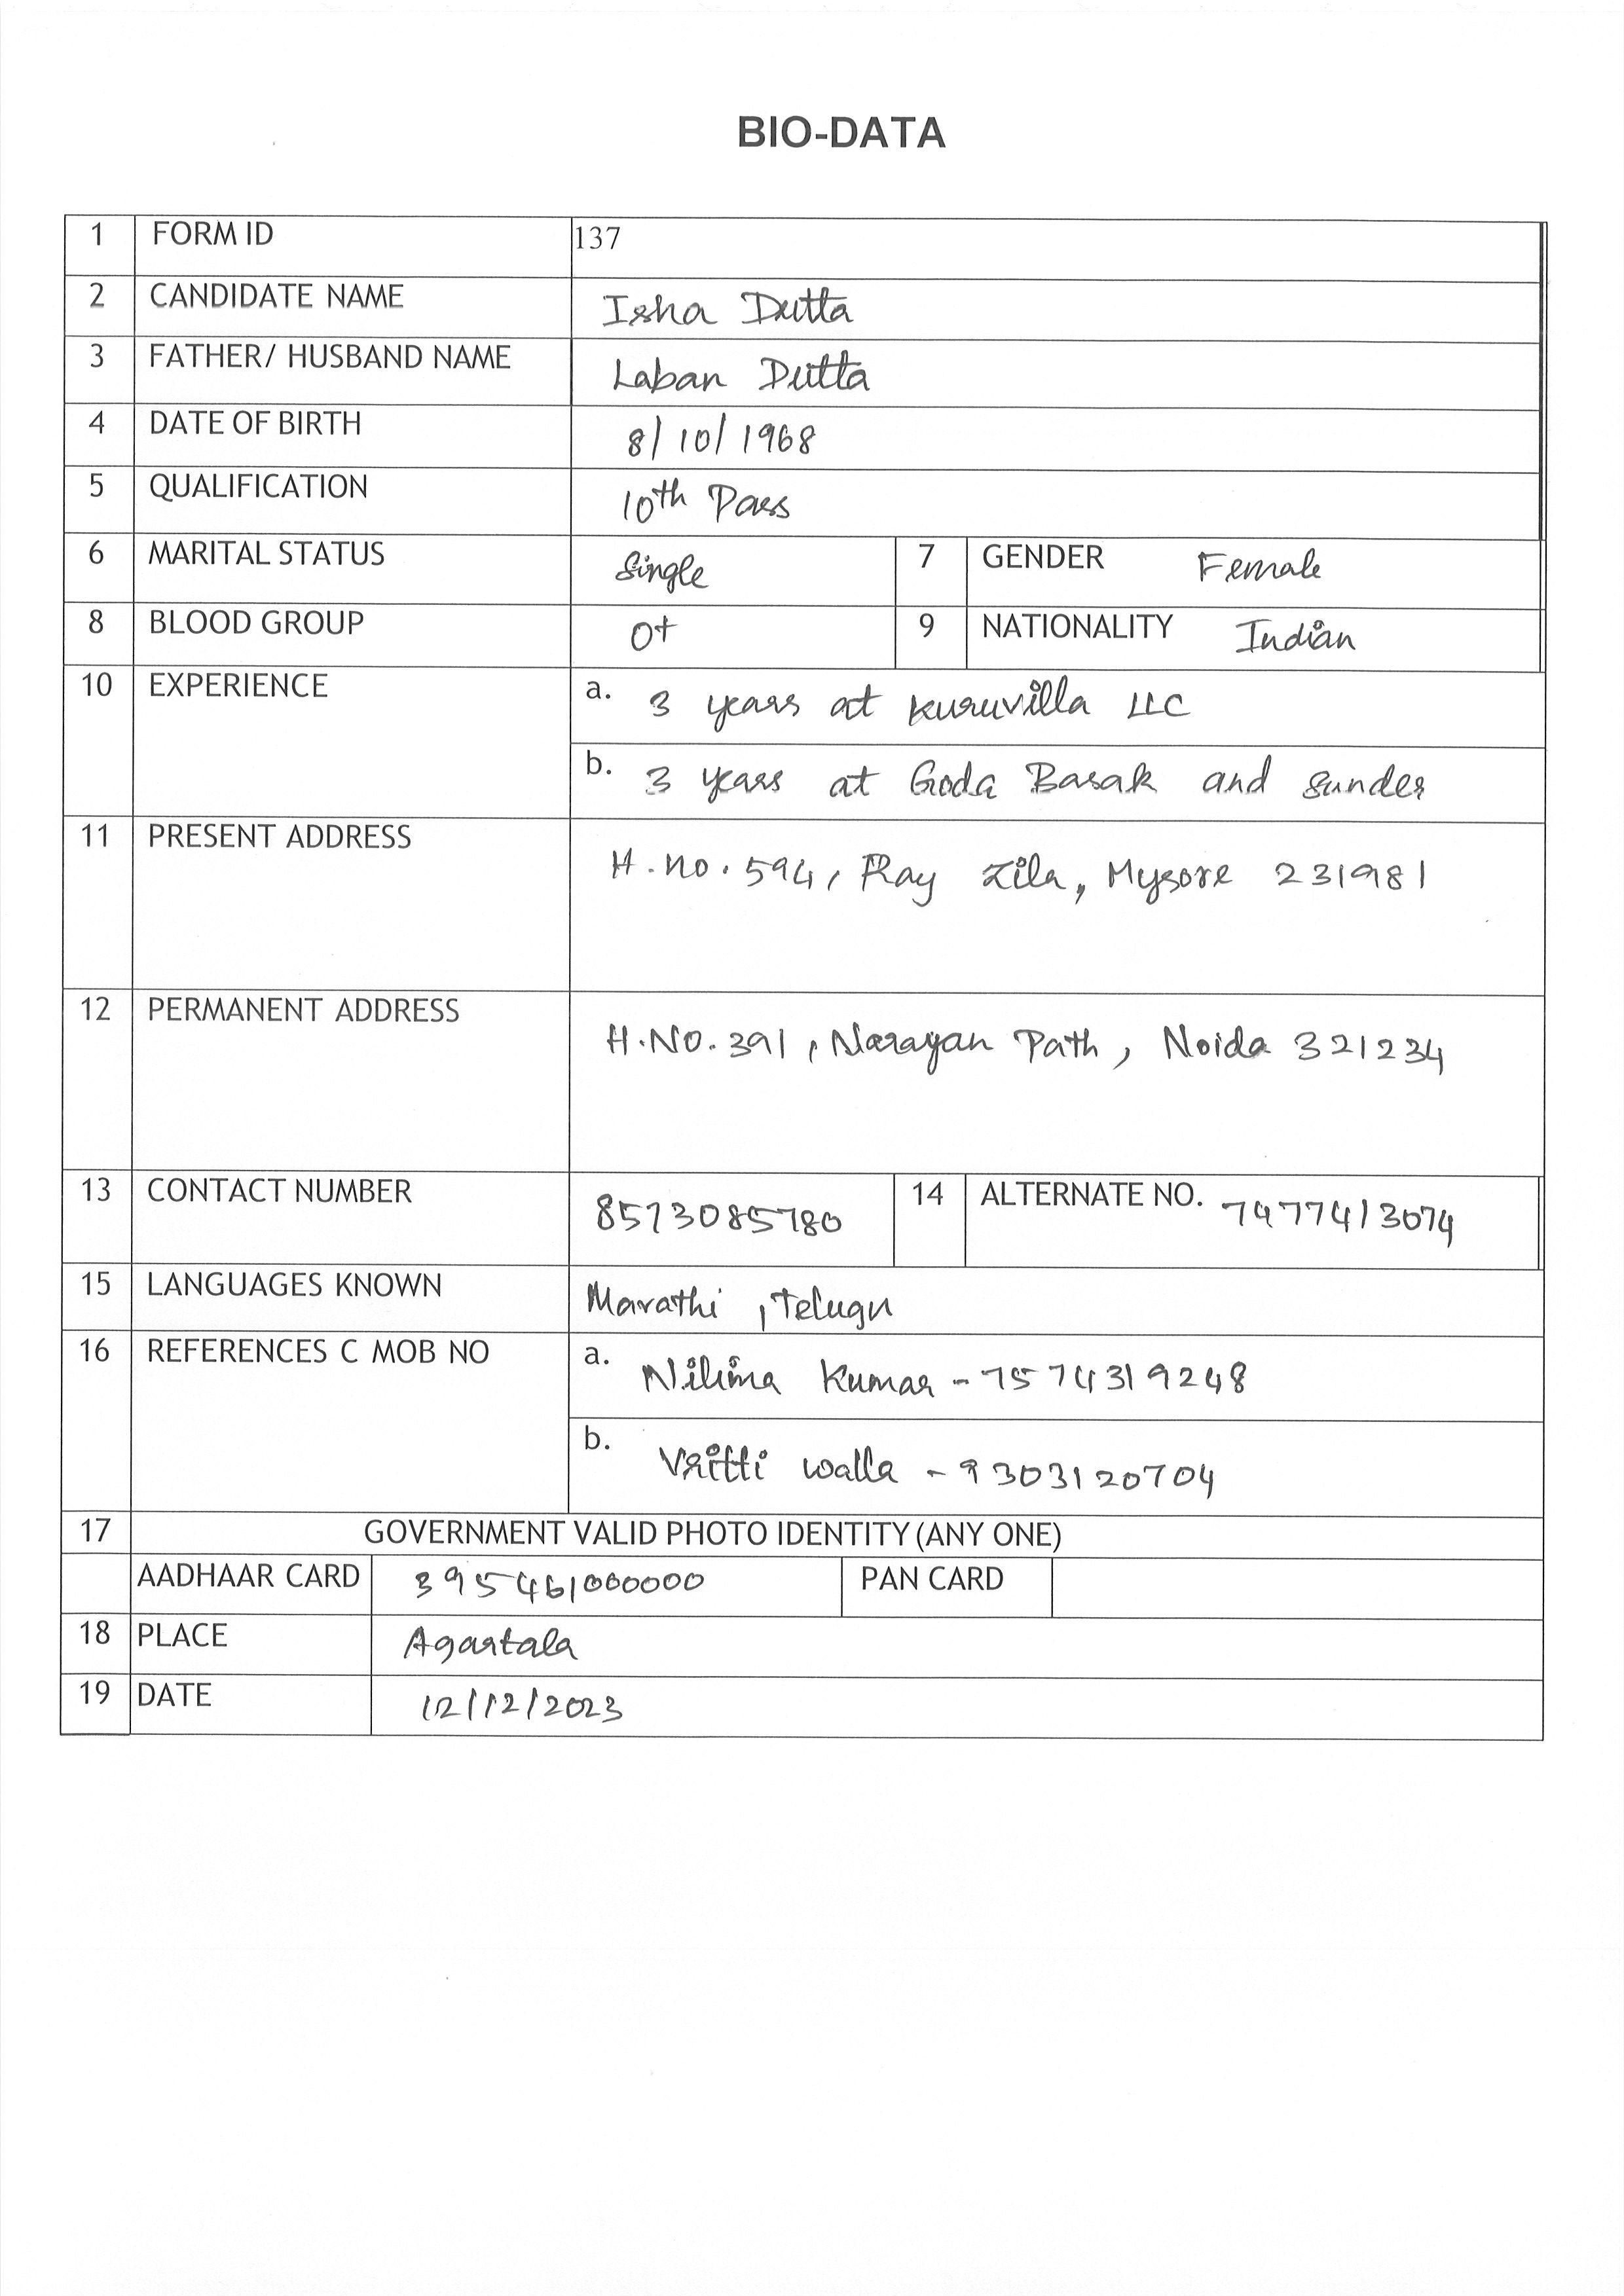 BIO-DATA
1 FORM ID 137
2 CANDIDATE NAME Isha Dutta
3 FATHER/ HUSBAND NAME Laban Dutta
4 DATE OF BIRTH 8/10/1968
5 QUALIFICATION 10th Pass
6 MARITAL STATUS Single 7 GENDER Female
8 BLOOD GROUP O+ 9 NATIONALITY Indian
10 EXPERIENCE a. 3 years at Kuruvilla LLC
b. 3 years at Goda Basak and Sunder
11 PRESENT ADDRESS H.no.594, Ray Zila, Mysore 231981
12 PERMANENT ADDRESS H.NO.391, Narayan Path, Noida 321234
13 CONTACT NUMBER 8573085780 14 ALTERNATE NO. 7477413074
15 LANGUAGES KNOWN Marathi , Telugu
16 REFERENCES C MOB NO a. Nilima Kumar - 7574319248
b. Vritti Walla - 9303120704
17 GOVERNMENT VALID PHOTO IDENTITY (ANY ONE)
AADHAAR CARD 395461000000 PAN CARD
18 PLACE Agartala
19 DATE 12/12/2023